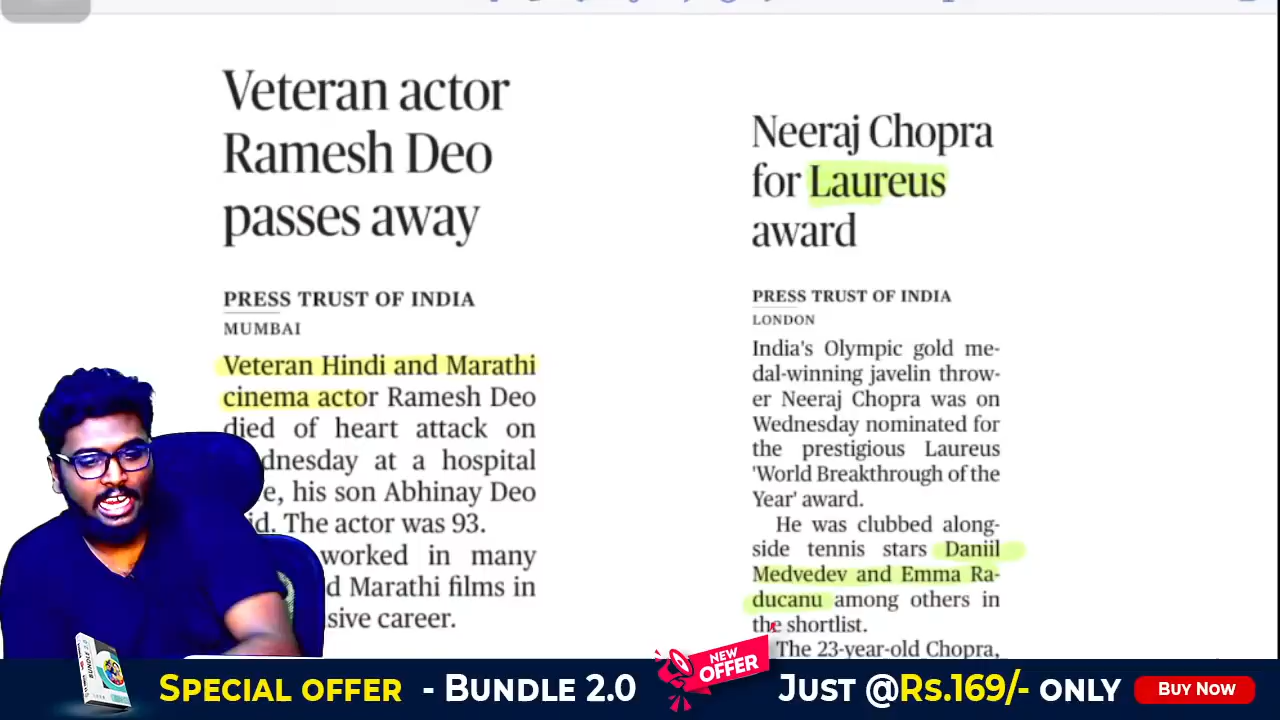 Veteran actor
Ramesh Deo
passes away
PRESS TRUST OF INDIA
MUMBAI
Veteran Hindi and Marathi
cinema actor Ramesh Deo
died of heart attack on
dnesday at a hospital
e, his son Abhinay Deo
id. The actor was 93.
worked in many
d Marathi films in
sive career.
Neeraj Chopra
for Laureus
award
PRESS TRUST OF INDIA
LONDON
India's Olympic gold me-
dal-winning javelin throw-
er Neeraj Chopra was on
Wednesday nominated for
the prestigious Laureus
'World Breakthrough of the
Year' award.
He was clubbed along-
side tennis stars Daniil
Medvedev and Emma Ra-
ducanu among others in
the shortlist.
The 23-year-old Chopra,
BUNDLE 2.0
SPECIAL OFFER - BUNDLE 2.0
NEW
OFFER
JUST @Rs.169/- ONLY
Buy Now